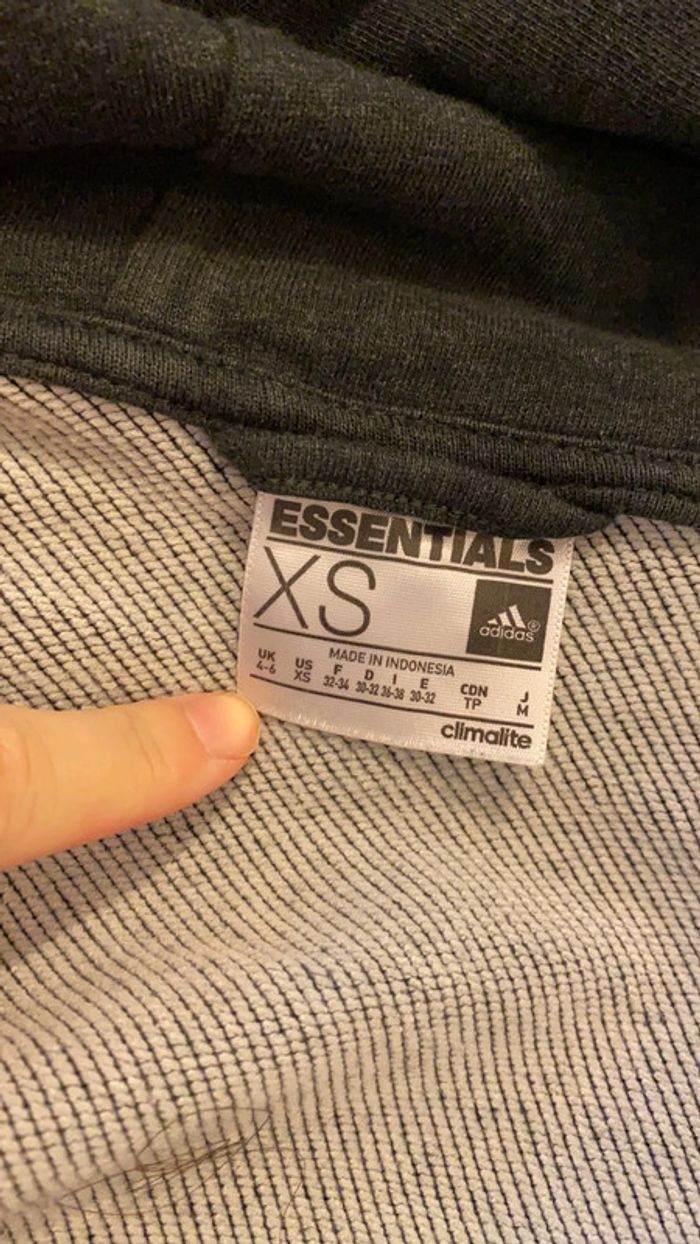 ESSENTIALS
XS
adidas®
MADE IN INDONESIA
UK US F D I E CDN J
4-6 XS 32-34 30-32 36-38 30-32 TP M
climalite